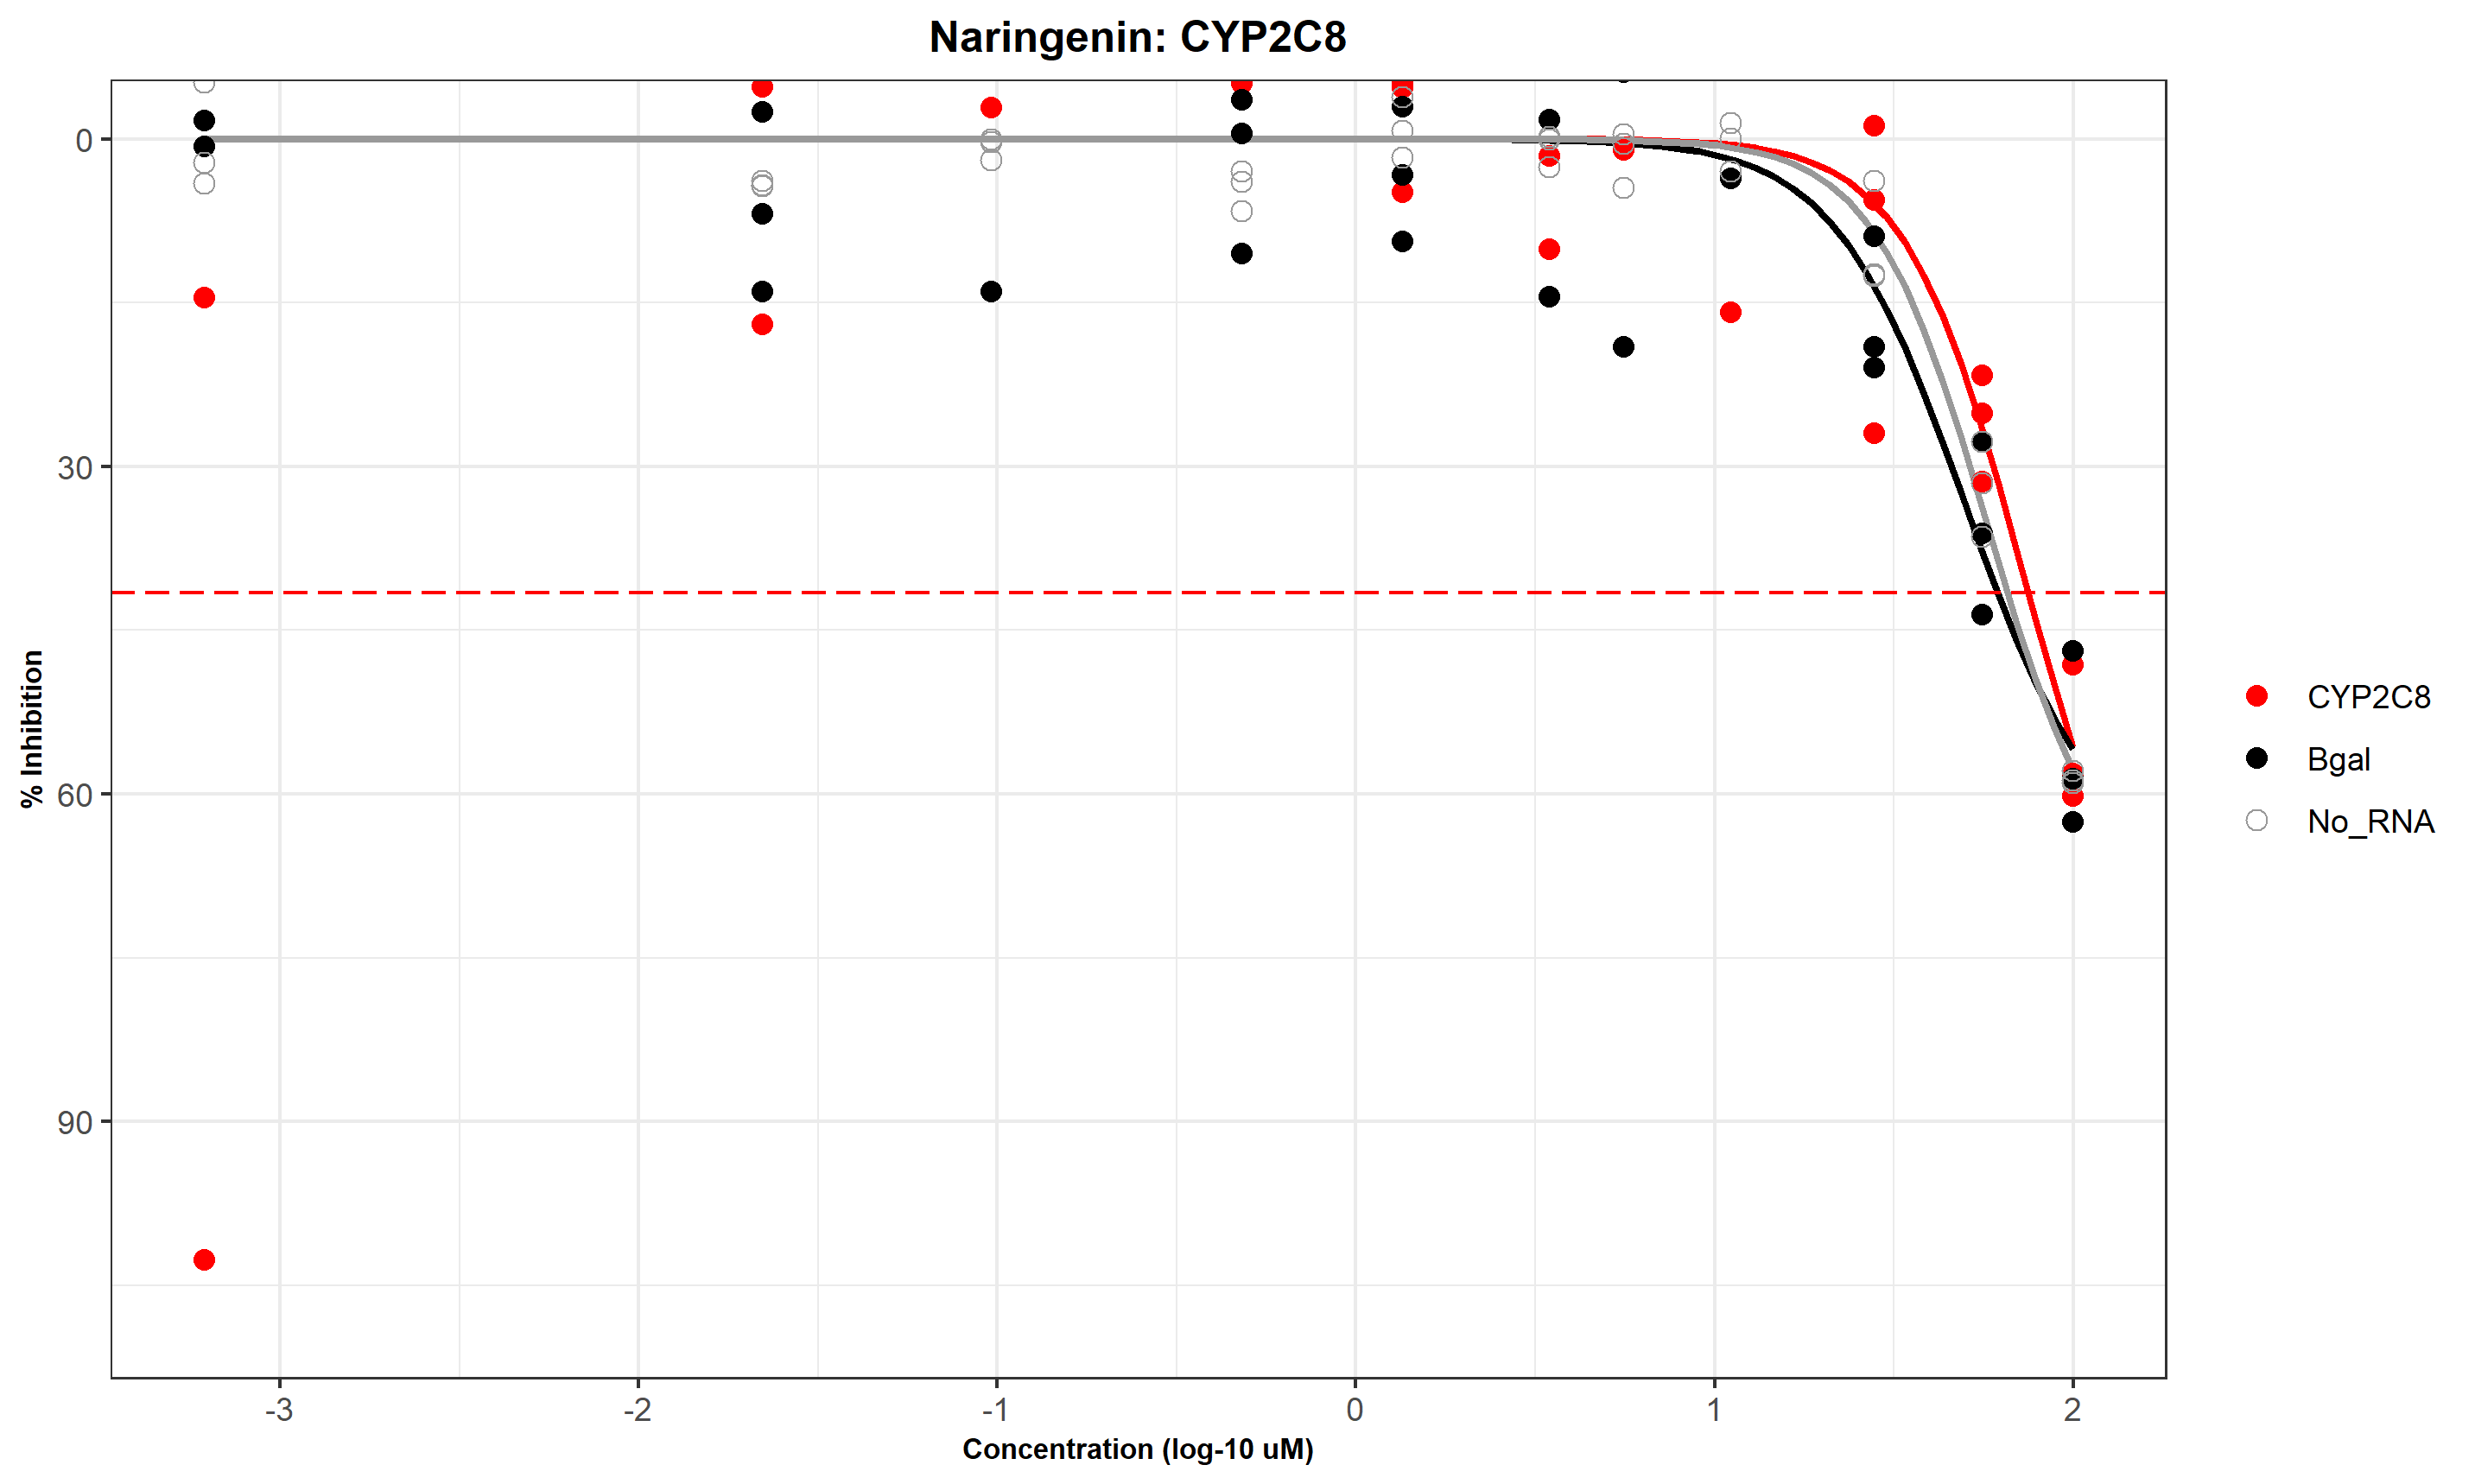 Naringenin: CYP2C8
% Inhibition
0
30
60
90
-3
-2
-1
0
1
2
Concentration (log-10 uM)
CYP2C8
Bgal
No_RNA